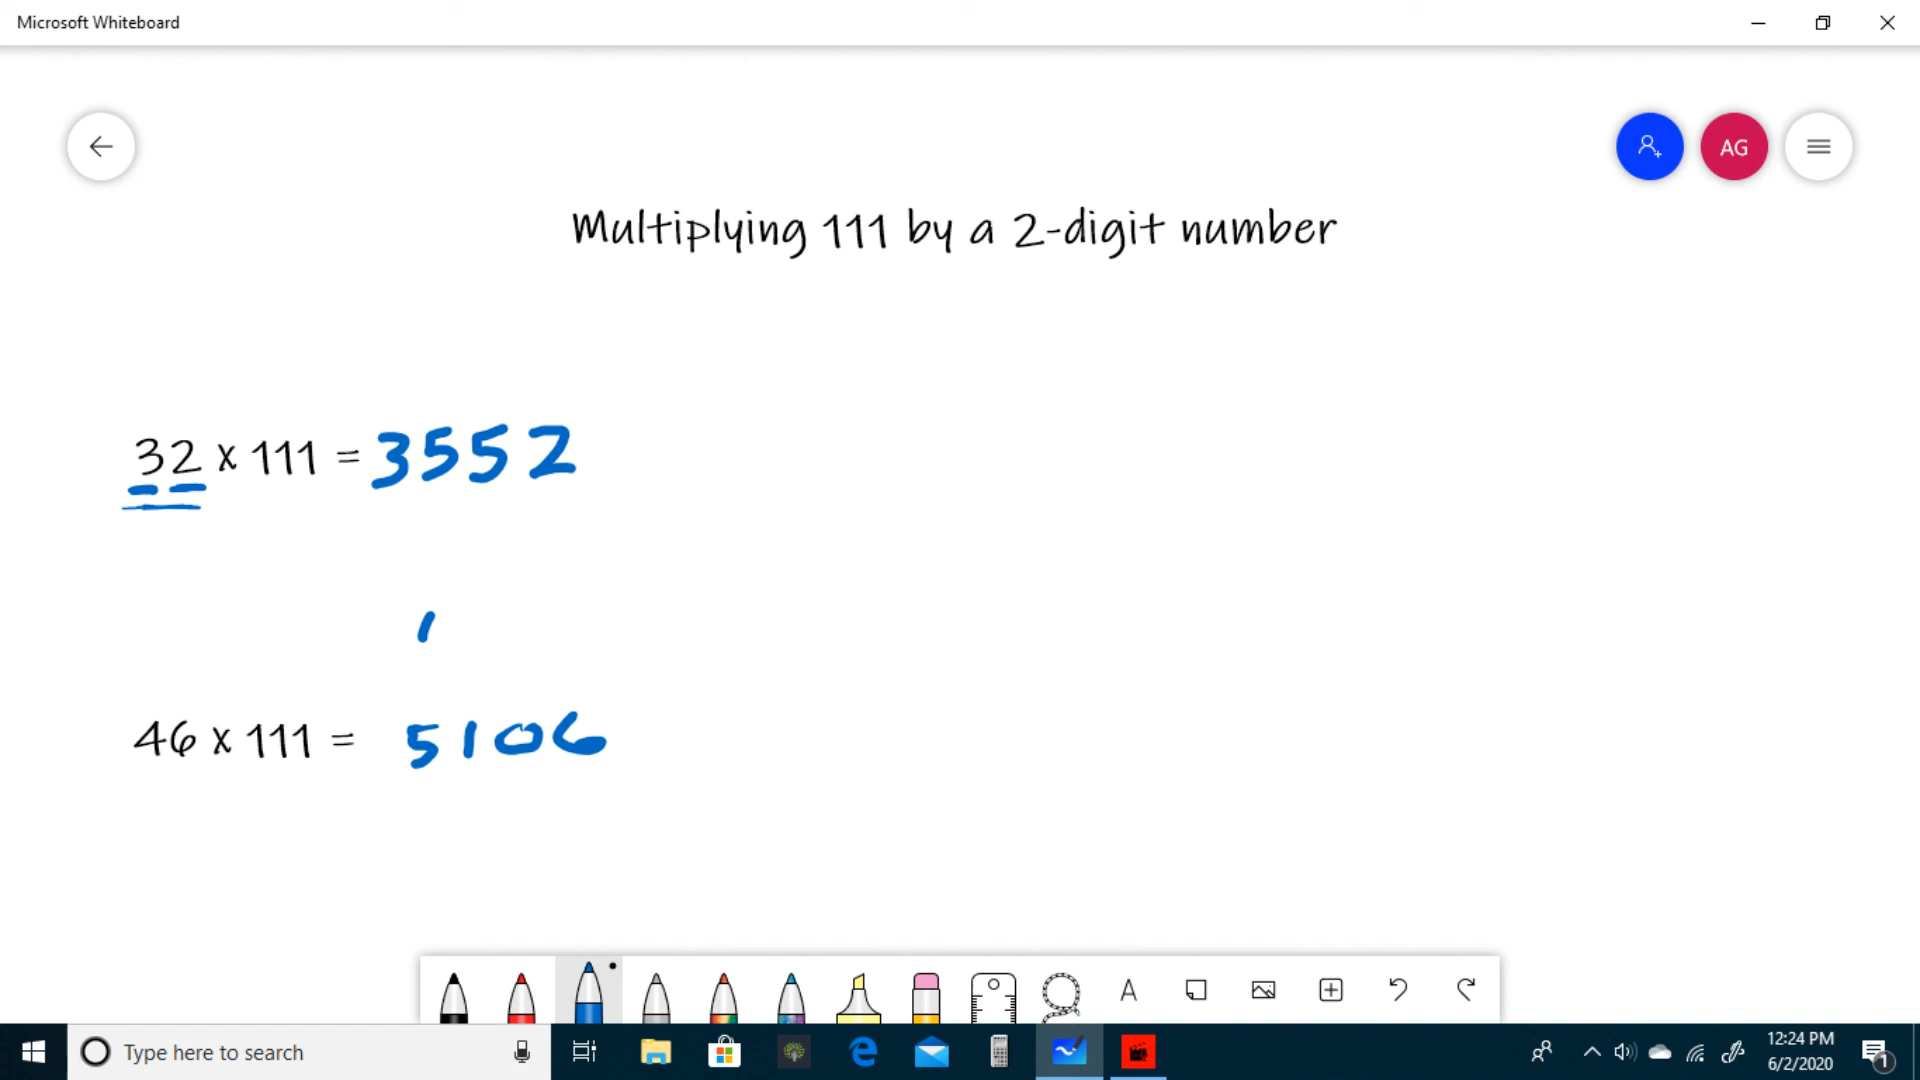 Microsoft Whiteboard
AG
Multiplying 111 by a 2-digit number
32 x 111 = 3552
1
46 x 111 = 5106
A
Type here to search
12:24 PM
6/2/2020
1